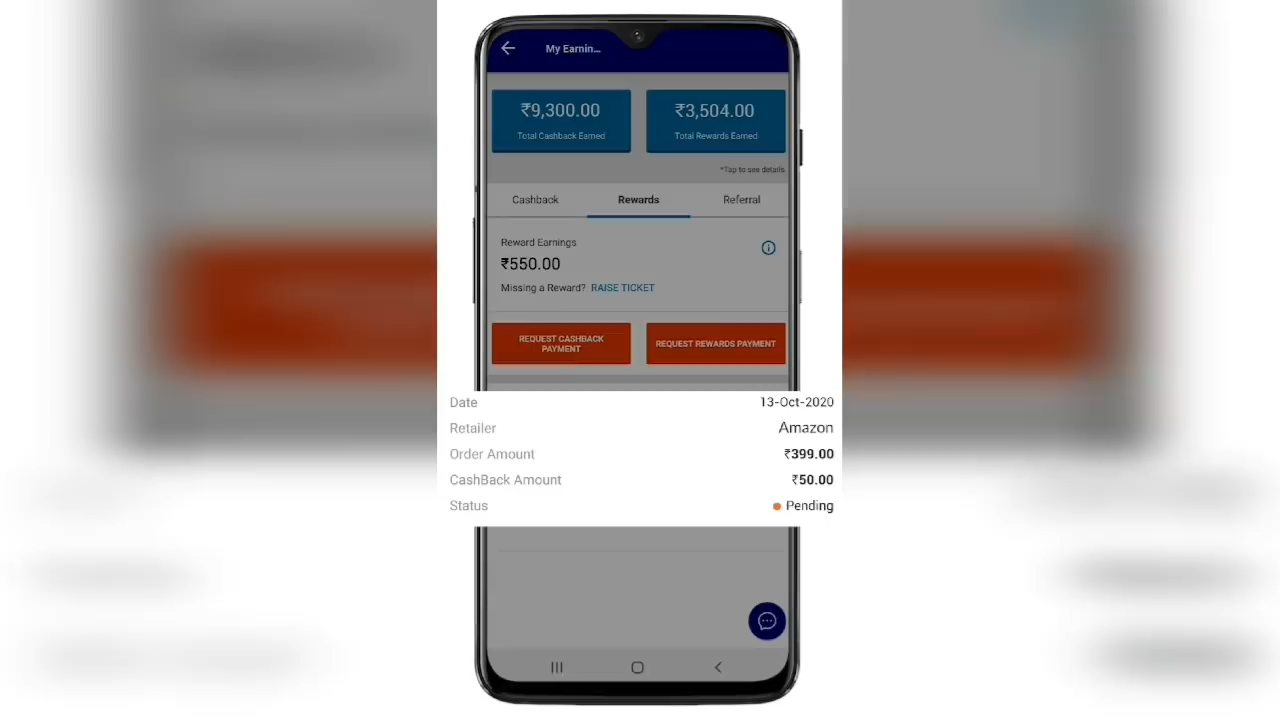 My Earnin...
₹9,300.00
Total Cashback Earned
₹3,504.00
Total Rewards Earned
*Tap to see details
Cashback
Rewards
Referral
Reward Earnings
₹550.00
Missing a Reward? RAISE TICKET
REQUEST CASHBACK
PAYMENT
REQUEST REWARDS PAYMENT
Date 13-Oct-2020
Retailer Amazon
Order Amount ₹399.00
CashBack Amount ₹50.00
Status Pending